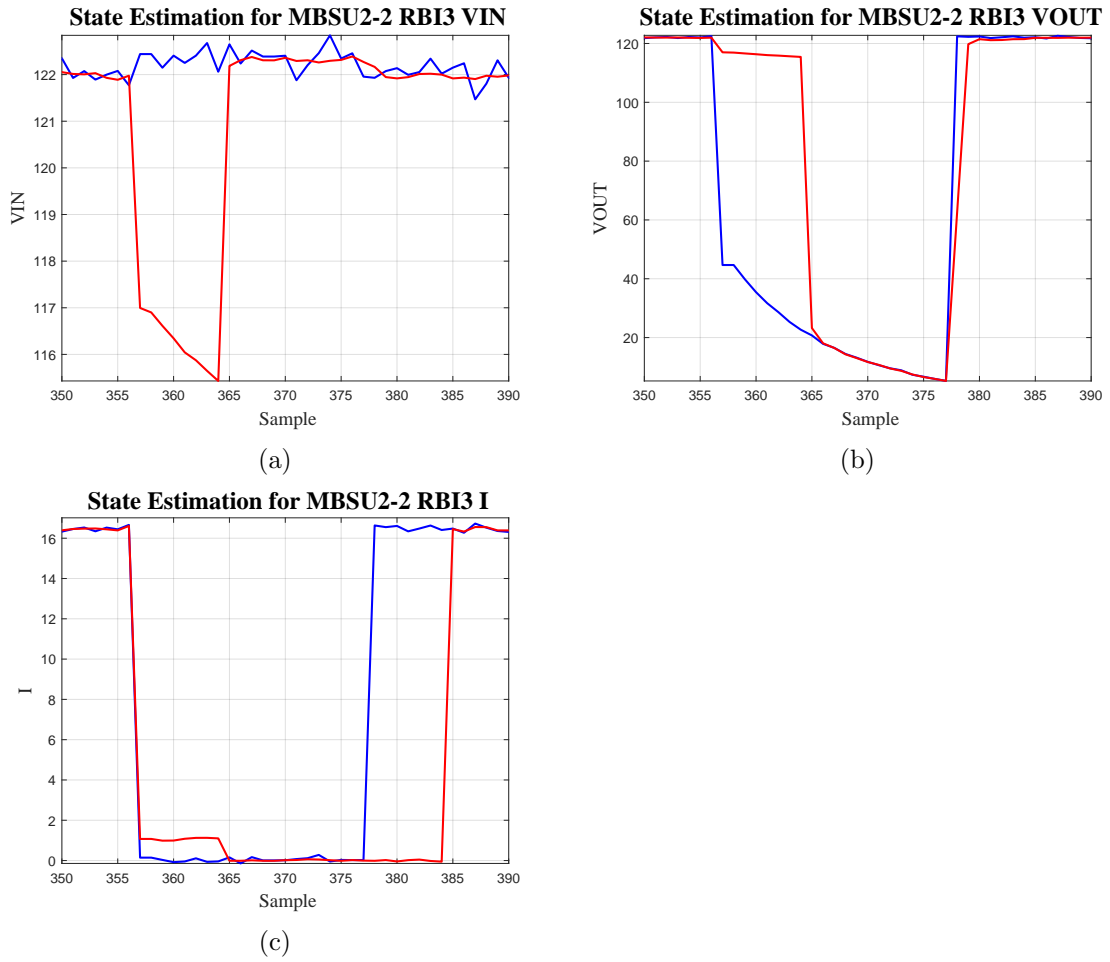 State Estimation for MBSU2-2 RBI3 VIN
122
121
120
119
118
117
116
VIN
350 355 360 365 370 375 380 385 390
Sample
(a)
State Estimation for MBSU2-2 RBI3 VOUT
120
100
80
60
40
20
VOUT
350 355 360 365 370 375 380 385 390
Sample
(b)
State Estimation for MBSU2-2 RBI3 I
16
14
12
10
8
6
4
2
0
I
350 355 360 365 370 375 380 385 390
Sample
(c)